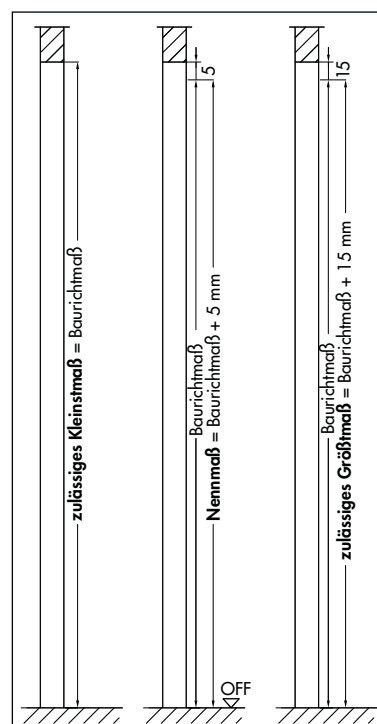 zulässiges Kleinstmaß = Baurichtmaß
5
Baurichtmaß
Nennmaß = Baurichtmaß + 5 mm
15
Baurichtmaß
zulässiges Größtmaß = Baurichtmaß + 15 mm
OFF